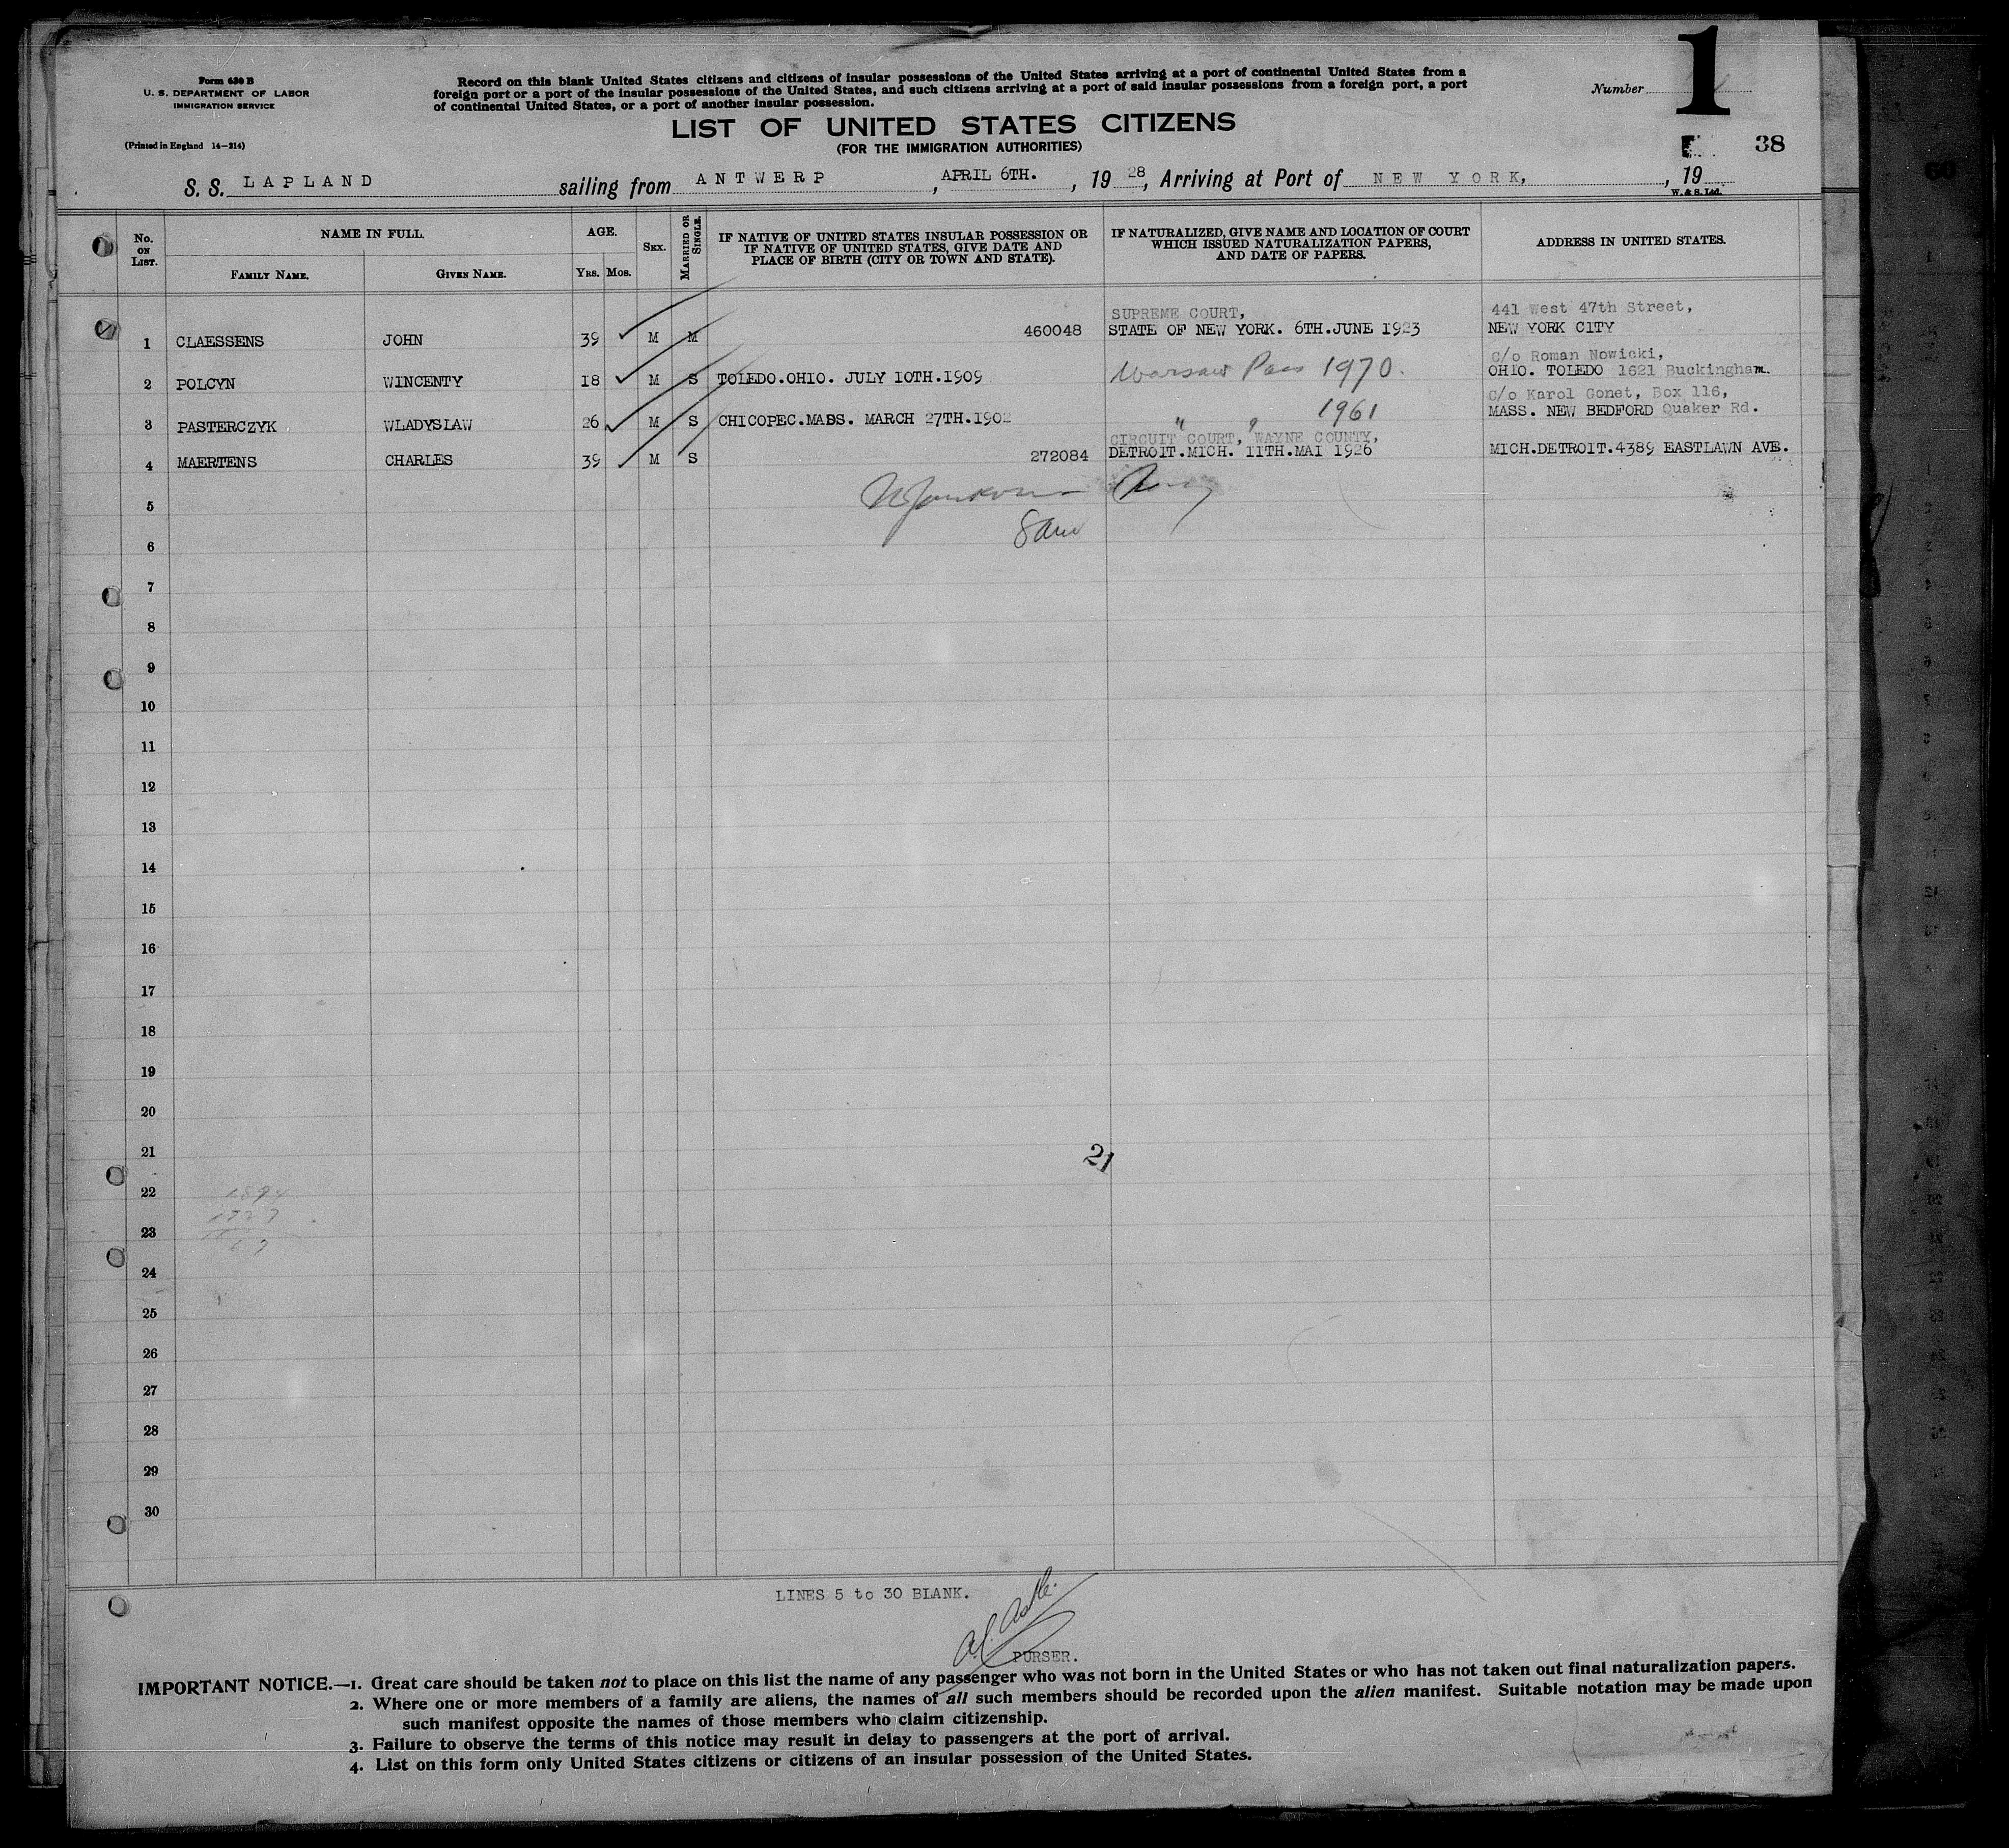 Form 630 B
U. S. DEPARTMENT OF LABOR
IMMIGRATION SERVICE
(Printed in England 14—214)
Record on this blank United States citizens and citizens of insular possessions of the United States arriving at a port of continental United States from a
foreign port or a port of the insular possessions of the United States, and such citizens arriving at a port of said insular possessions from a foreign port, a port
of continental United States, or a port of another insular possession.
LIST OF UNITED STATES CITIZENS
(FOR THE IMMIGRATION AUTHORITIES)
Number 1
38
S. S. LAPLAND sailing from ANTWERP, APRIL 6TH., 1928, Arriving at Port of NEW YORK, , 19
W. & S. Ltd.
No. ON LIST.
NAME IN FULL.
FAMILY NAME.
GIVEN NAME.
AGE.
YRS. MOS.
SEX.
MARRIED OR SINGLE.
IF NATIVE OF UNITED STATES INSULAR POSSESSION OR
IF NATIVE OF UNITED STATES, GIVE DATE AND
PLACE OF BIRTH (CITY OR TOWN AND STATE).
IF NATURALIZED, GIVE NAME AND LOCATION OF COURT
WHICH ISSUED NATURALIZATION PAPERS,
AND DATE OF PAPERS.
ADDRESS IN UNITED STATES.
SUPREME COURT, 441 West 47th Street,
1 CLAESSENS JOHN 39 M M 460048 STATE OF NEW YORK. 6TH.JUNE 1923 NEW YORK CITY
c/o Roman Nowicki,
2 POLCYN WINCENTY 18 M S TOLEDO.OHIO. JULY 10TH.1909 Warsaw Pass 1970. OHIO. TOLEDO 1621 Buckingham.
c/o Karol Gonet, Box 116,
3 PASTERCZYK WLADYSLAW 26 M S CHICOPEC.MABS. MARCH 27TH.1902 " " 1961 MASS. NEW BEDFORD Quaker Rd.
CIRCUIT COURT, WAYNE COUNTY,
4 MAERTENS CHARLES 39 M S 272084 DETROIT.MICH. 11TH.MAI 1926 MICH.DETROIT.4389 EASTLAWN AVE.
5
6
7
8
9
10
11
12
13
14
15
16
17
18
19
20
21
21
22
23
24
25
26
27
28
29
30
LINES 5 to 30 BLANK.
PURSER.
IMPORTANT NOTICE.—1. Great care should be taken not to place on this list the name of any passenger who was not born in the United States or who has not taken out final naturalization papers.
2. Where one or more members of a family are aliens, the names of all such members should be recorded upon the alien manifest. Suitable notation may be made upon
such manifest opposite the names of those members who claim citizenship.
3. Failure to observe the terms of this notice may result in delay to passengers at the port of arrival.
4. List on this form only United States citizens or citizens of an insular possession of the United States.